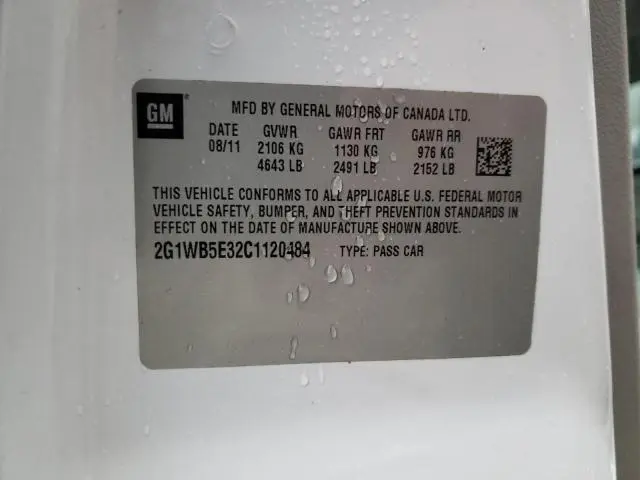 GM
MFD BY GENERAL MOTORS OF CANADA LTD.
DATE GVWR GAWR FRT GAWR RR
08/11 2106 KG 1130 KG 976 KG
4643 LB 2491 LB 2152 LB
THIS VEHICLE CONFORMS TO ALL APPLICABLE U.S. FEDERAL MOTOR
VEHICLE SAFETY, BUMPER, AND THEFT PREVENTION STANDARDS IN
EFFECT ON THE DATE OF MANUFACTURE SHOWN ABOVE.
2G1WB5E32C1120484 TYPE: PASS CAR